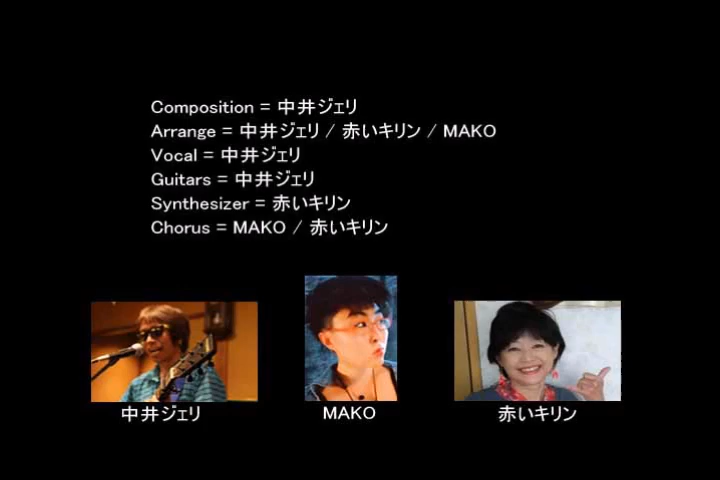 Composition = 中井ジェリ
Arrange = 中井ジェリ / 赤いキリン / MAKO
Vocal = 中井ジェリ
Guitars = 中井ジェリ
Synthesizer = 赤いキリン
Chorus = MAKO / 赤いキリン
中井ジェリ
MAKO
赤いキリン